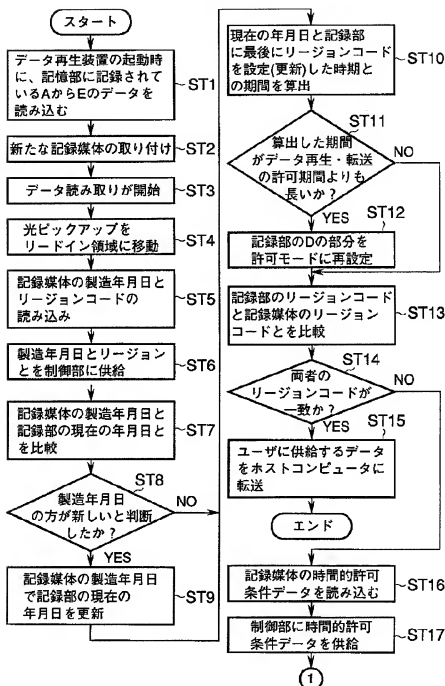 スタート
データ再生装置の起動時
に、記憶部に記録されて
いるAからEのデータを
読み込む
ST1
新たな記録媒体の取り付け
ST2
データ読み取りが開始
ST3
光ピックアップを
リードイン領域に移動
ST4
記録媒体の製造年月日と
リージョンコードの
読み込み
ST5
製造年月日とリージョン
とを制御部に供給
ST6
記録媒体の製造年月日と
記録部の現在の年月日と
を比較
ST7
ST8
製造年月日
の方が新しいと判断
したか?
NO
YES
記録媒体の製造年月日
で記録部の現在の
年月日を更新
ST9
現在の年月日と記録部
に最後にリージョンコード
を設定(更新)した時期と
の期間を算出
ST10
ST11
算出した期間
がデータ再生・転送
の許可期間よりも
長いか?
NO
YES
ST12
記録部のDの部分を
許可モードに再設定
記録部のリージョンコード
と記録媒体のリージョン
コードとを比較
ST13
ST14
両者の
リージョンコードが
一致か?
NO
YES
ST15
ユーザに供給するデータ
をホストコンピュータに
転送
エンド
記録媒体の時間的許可
条件データを読み込む
ST16
制御部に時間的許可
条件データを供給
ST17
1